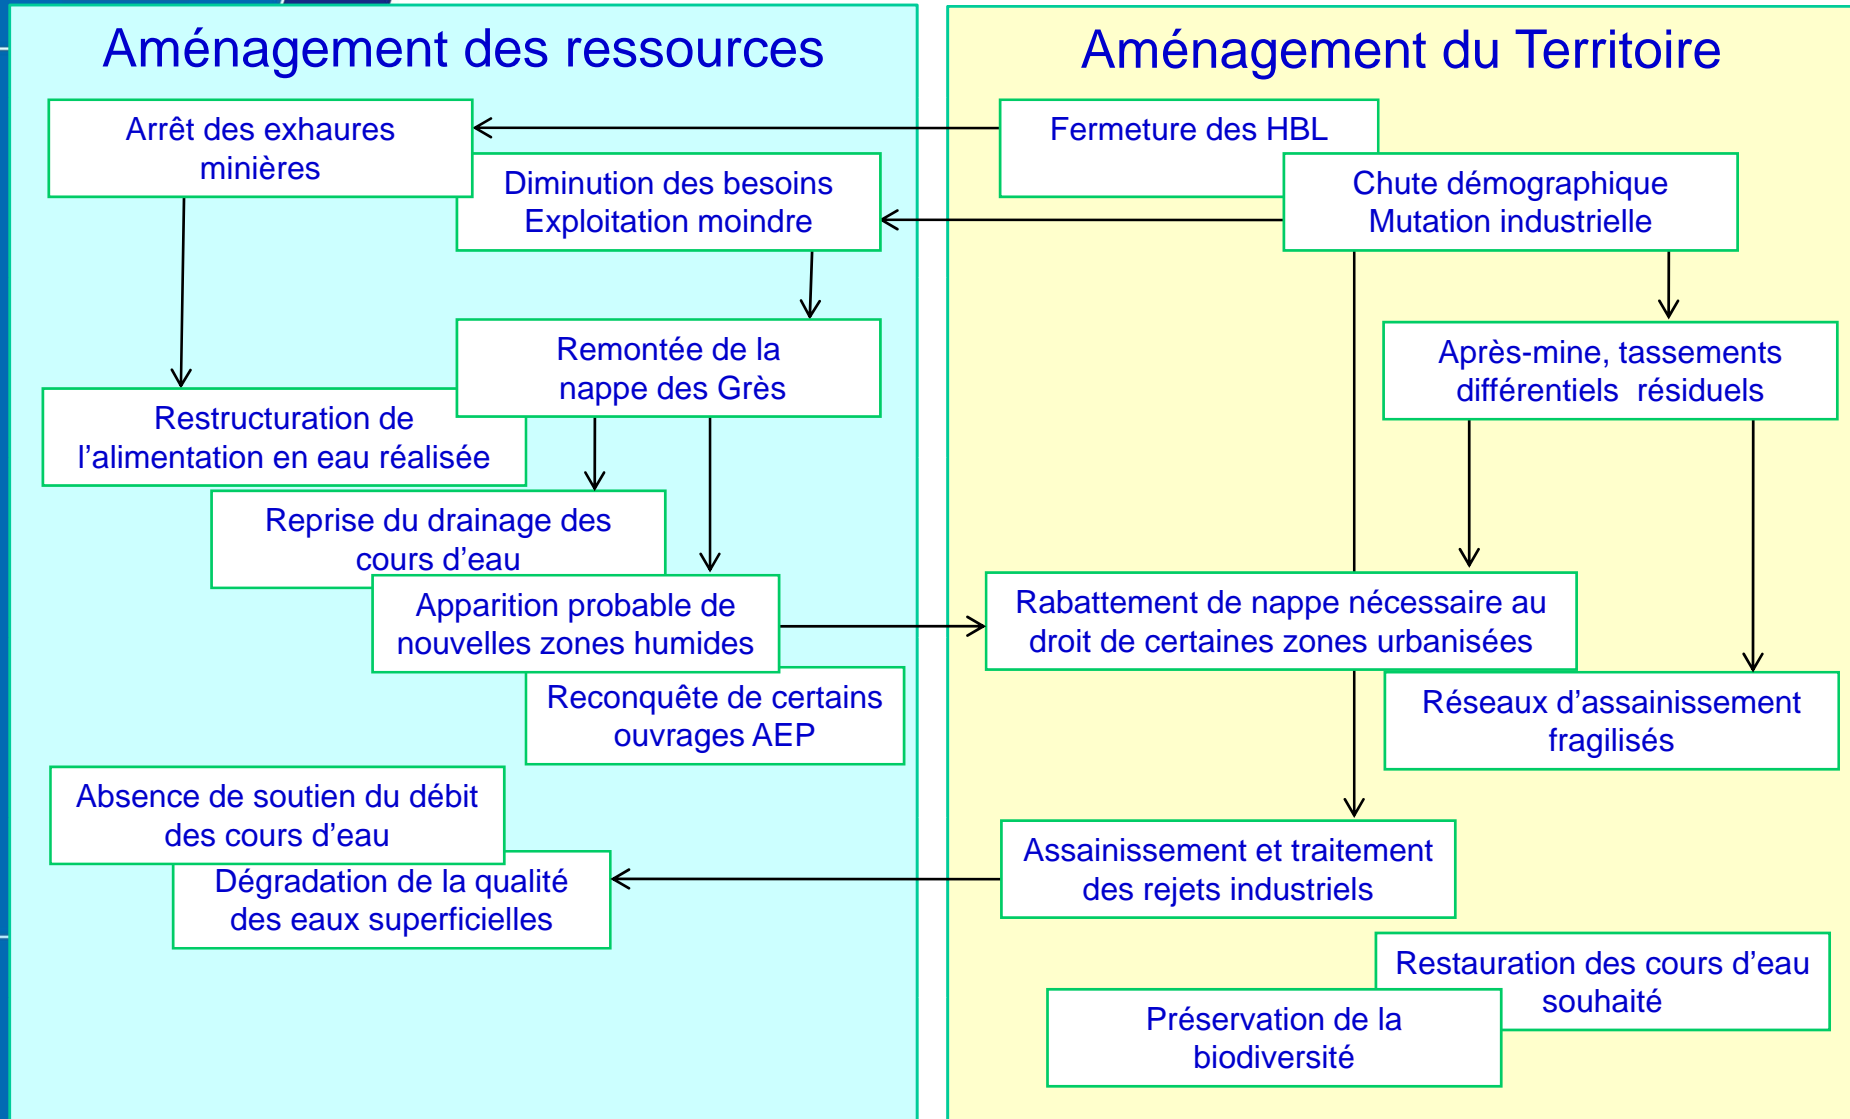 Aménagement des ressources
Arrêt des exhaures
minières
Diminution des besoins
Exploitation moindre
Remontée de la
nappe des Grès
Restructuration de
l’alimentation en eau réalisée
Reprise du drainage des
cours d’eau
Apparition probable de
nouvelles zones humides
Reconquête de certains
ouvrages AEP
Absence de soutien du débit
des cours d’eau
Dégradation de la qualité
des eaux superficielles
Aménagement du Territoire
Fermeture des HBL
Chute démographique
Mutation industrielle
Après-mine, tassements
différentiels résiduels
Rabattement de nappe nécessaire au
droit de certaines zones urbanisées
Réseaux d’assainissement
fragilisés
Assainissement et traitement
des rejets industriels
Restauration des cours d’eau
souhaité
Préservation de la
biodiversité